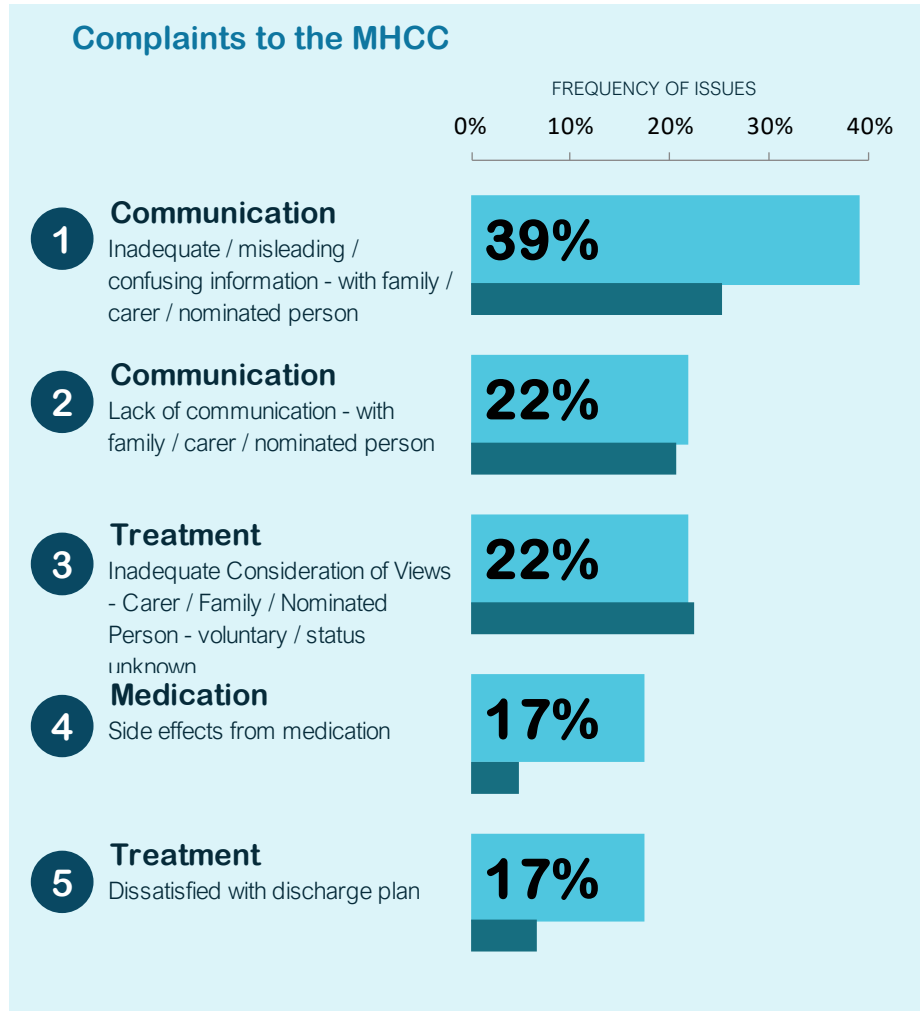 Complaints to the MHCC
FREQUENCY OF ISSUES
0% 10% 20% 30% 40%
1
Communication
Inadequate / misleading /
confusing information - with family /
carer / nominated person
39%
2
Communication
Lack of communication - with
family / carer / nominated person
22%
3
Treatment
Inadequate Consideration of Views
- Carer / Family / Nominated
Person - voluntary / status
unknown
22%
4
Medication
Side effects from medication
17%
5
Treatment
Dissatisfied with discharge plan
17%